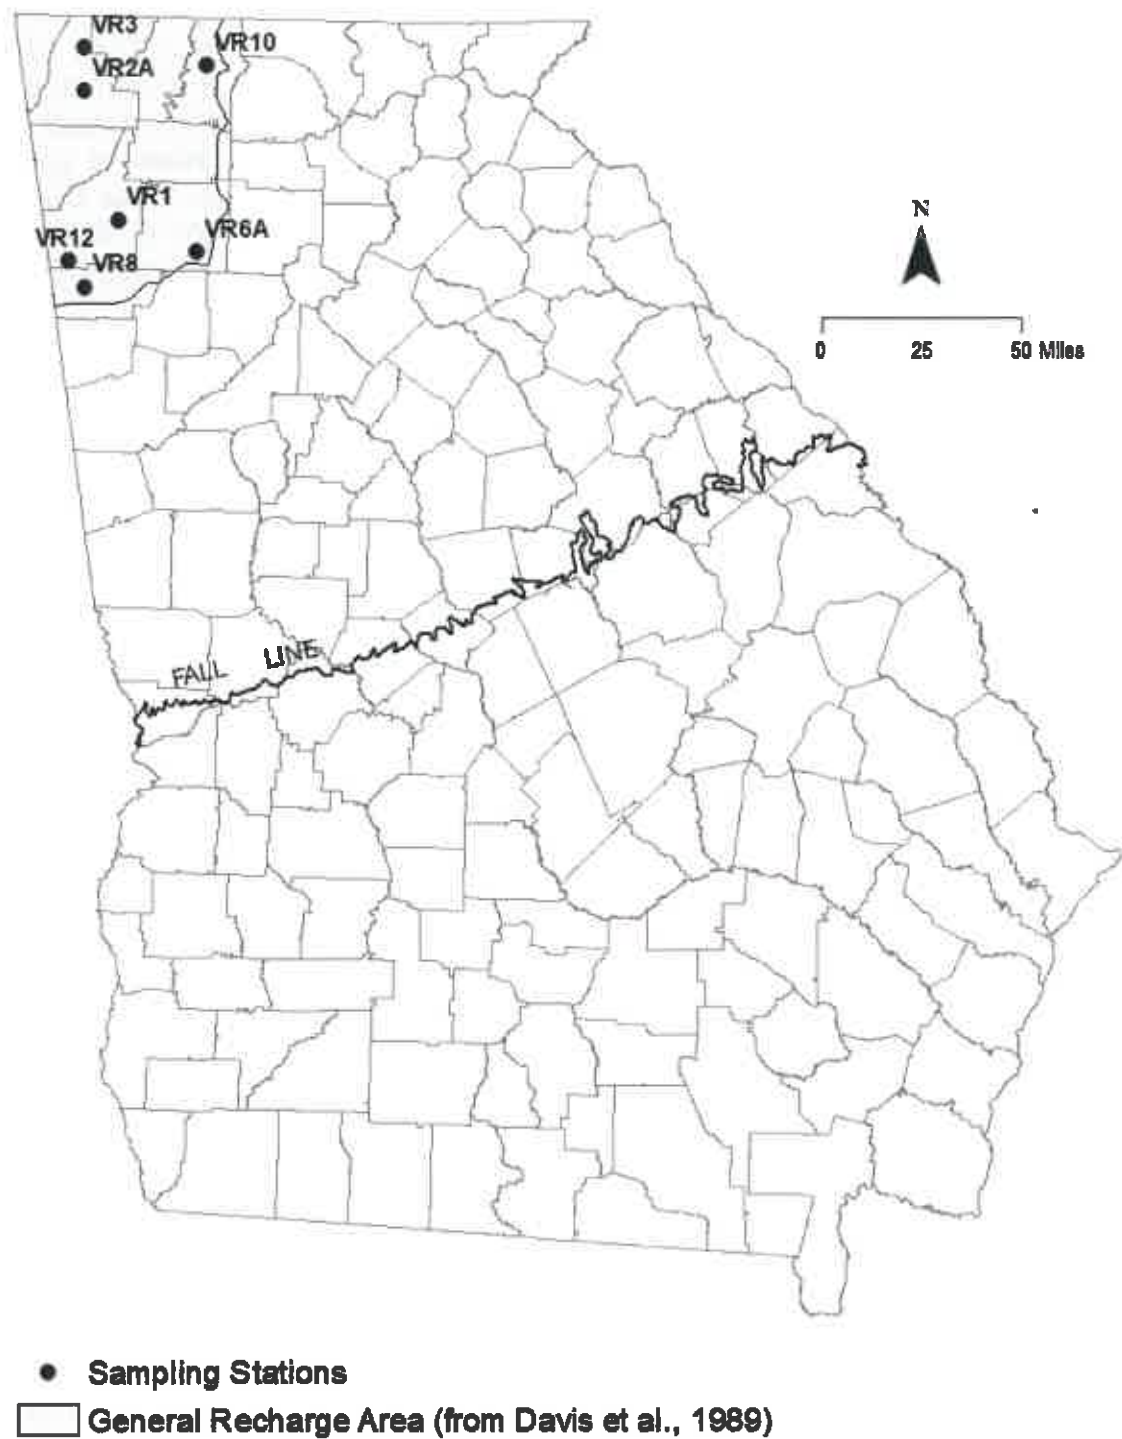 VR3
VR10
VR2A
VR1
VR12
VR6A
VR8
N
0 25 50 Miles
FALL LINE
Sampling Stations
General Recharge Area (from Davis et al., 1989)